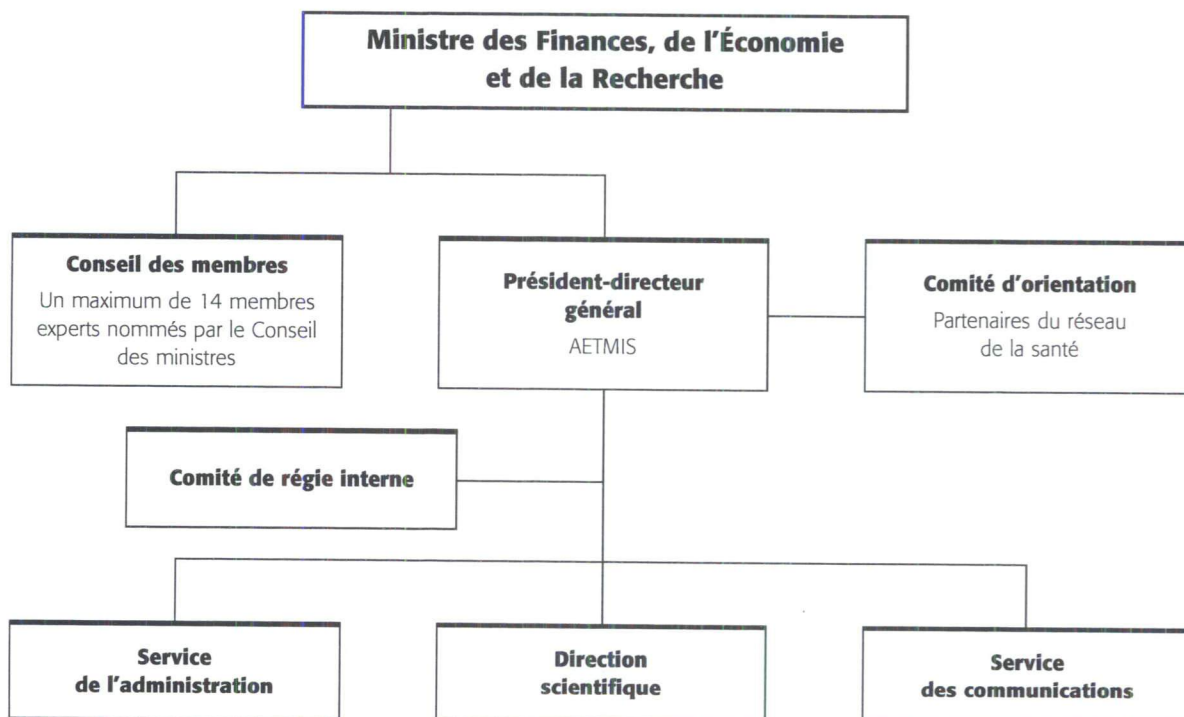 Ministre des Finances, de l'Économie
et de la Recherche
Conseil des membres
Un maximum de 14 membres
experts nommés par le Conseil
des ministres
Président-directeur
général
AETMIS
Comité d'orientation
Partenaires du réseau
de la santé
Comité de régie interne
Service
de l'administration
Direction
scientifique
Service
des communications